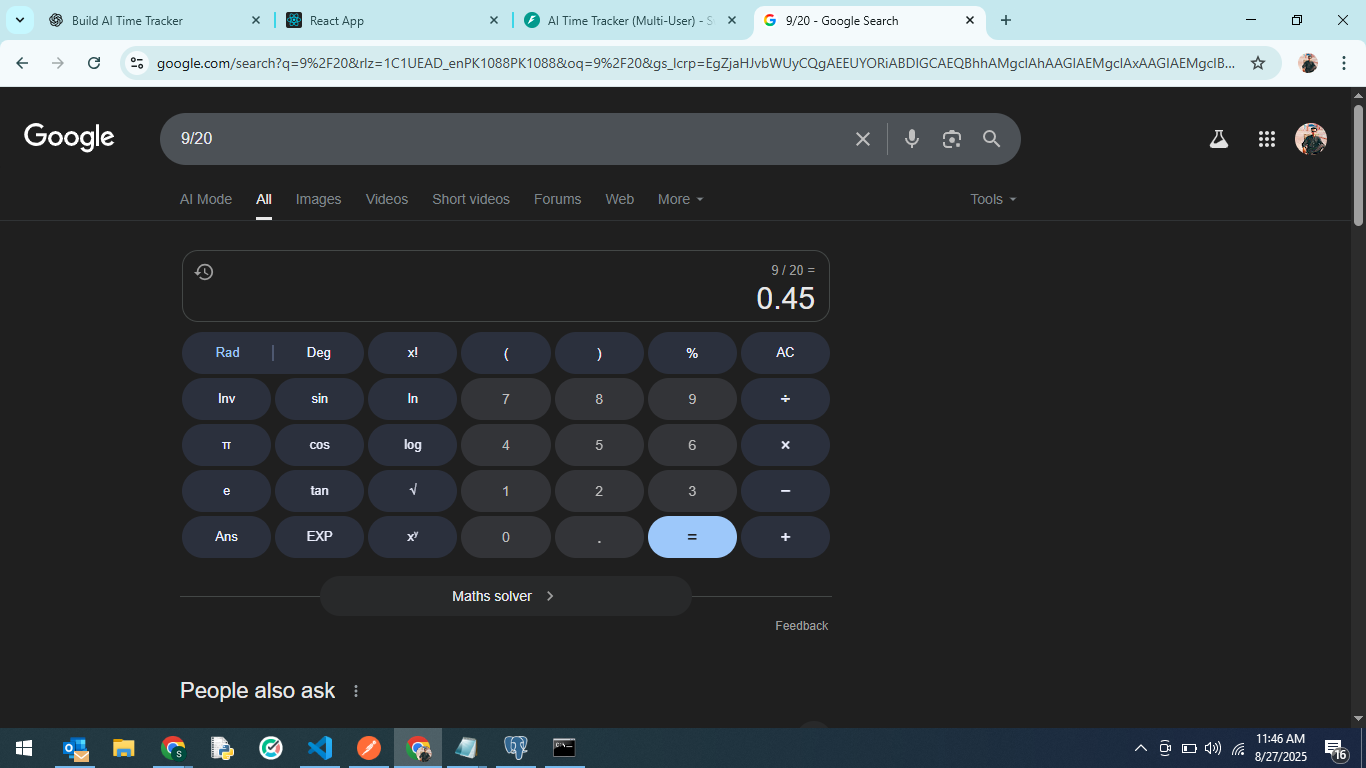 Build AI Time Tracker
React App
AI Time Tracker (Multi-User) - S
9/20 - Google Search
google.com/search?q=9%2F20&rlz=1C1UEAD_enPK1088PK1088&oq=9%2F20&gs_lcrp=EgZjaHJvbWUyCQgAEEUYORiABDIGCAEQBhhAMgcIAhAAGIAEMgcIAxAAGIAEMgcIB...
Google
9/20
AI Mode
All
Images
Videos
Short videos
Forums
Web
More
Tools
9 / 20 =
0.45
Rad | Deg x! ( ) % AC
Inv sin ln 7 8 9 ÷
π cos log 4 5 6 ×
e tan √ 1 2 3 −
Ans EXP xʸ 0 . = +
Maths solver
Feedback
People also ask
11:46 AM
8/27/2025
16